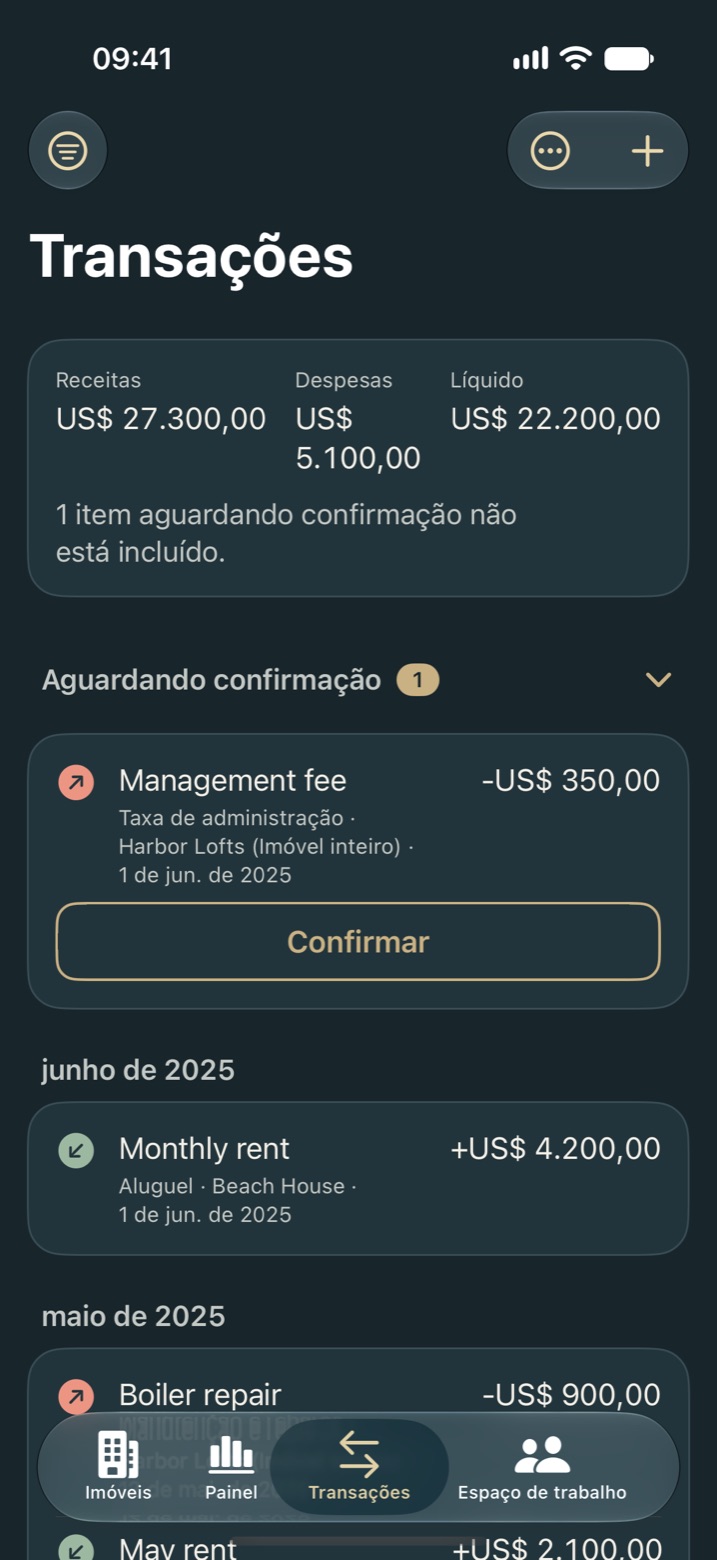 09:41
Transações
Receitas
Despesas
Líquido
US$ 27.300,00
US$
5.100,00
US$ 22.200,00
1 item aguardando confirmação não
está incluído.
Aguardando confirmação 1
Management fee -US$ 350,00
Taxa de administração ·
Harbor Lofts (Imóvel inteiro) ·
1 de jun. de 2025
Confirmar
junho de 2025
Monthly rent +US$ 4.200,00
Aluguel · Beach House ·
1 de jun. de 2025
maio de 2025
Boiler repair -US$ 900,00
Imóveis
Painel
Transações
Espaço de trabalho
May rent +US$ 2.100,00